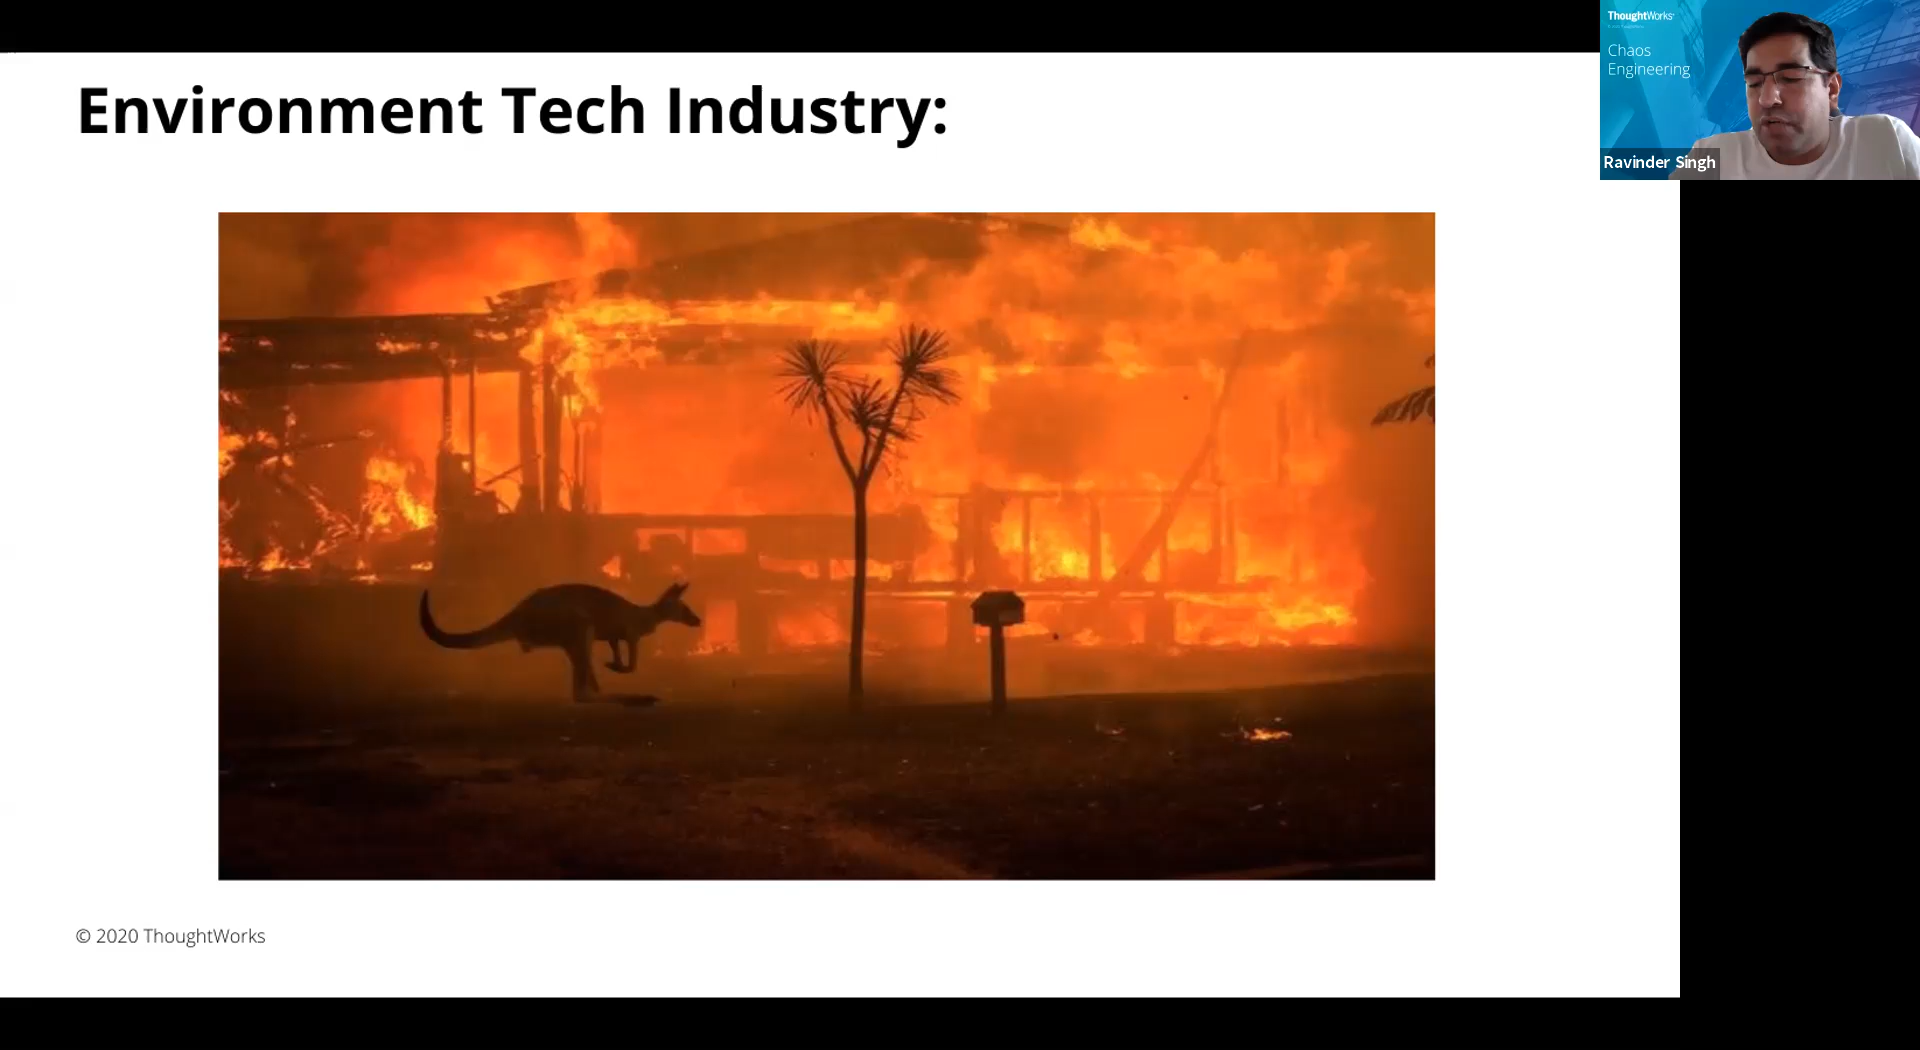 Environment Tech Industry:
ThoughtWorks
Chaos
Engineering
Ravinder Singh
© 2020 ThoughtWorks